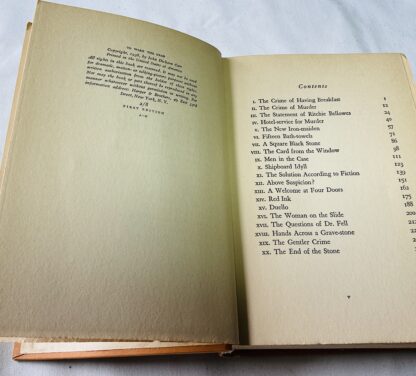 TO WAKE THE DEAD
Copyright, 1938, by John Dickson Carr
Printed in the United States of America
All rights in this book are reserved. It may not be used
for dramatic, motion- or talking-picture purposes without
written authorization from the holder of these rights.
Nor may the book or part thereof be reproduced in any
manner whatsoever without permission in writing. For
information address: Harper & Brothers, 49 East 33rd
Street, New York, N. Y.
2/8
FIRST EDITION
Contents
I. The Crime of Having Breakfast 1
II. The Crime of Murder 12
III. The Statement of Ritchie Bellowes 24
IV. Hotel-service for Murder 40
V. The New Iron-maiden 57
VI. Fifteen Bath-towels 71
VII. A Square Black Stone 86
VIII. The Card from the Window 98
IX. Men in the Case
X. Shipboard Idyll
XI. The Solution According to Fiction 139
XII. Above Suspicion? 151
XIII. A Welcome at Four Doors 162
XIV. Red Ink 175
XV. Duello 188
XVI. The Woman on the Slide 200
XVII. The Questions of Dr. Fell
XVIII. Hands Across a Grave-stone
XIX. The Gentler Crime
XX. The End of the Stone
v